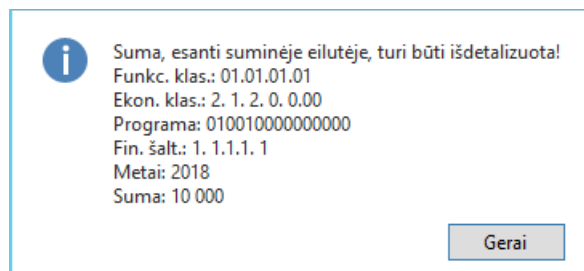 Suma, esanti suminėje eilutėje, turi būti išdetalizuota!
Funkc. klas.: 01.01.01.01
Ekon. klas.: 2. 1. 2. 0. 0.00
Programa: 010010000000000
Fin. šalt.: 1. 1.1.1. 1
Metai: 2018
Suma: 10 000
Gerai